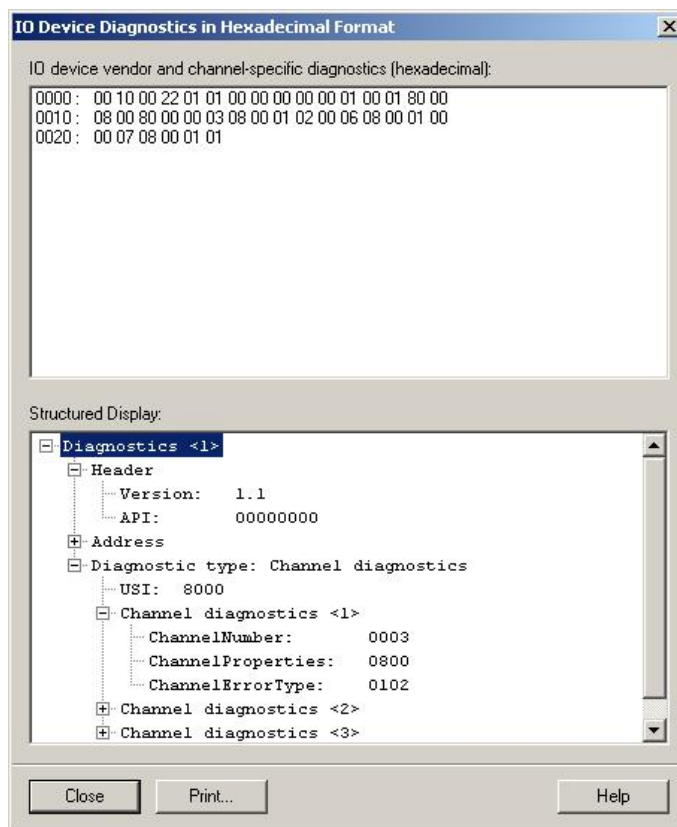 IO Device Diagnostics in Hexadecimal Format
IO device vendor and channel-specific diagnostics (hexadecimal):
0000 : 00 10 00 22 01 01 00 00 00 00 00 01 00 01 80 00
0010 : 08 00 80 00 00 03 08 00 01 02 00 06 08 00 01 00
0020 : 00 07 08 00 01 01
Structured Display:
Diagnostics <1>
Header
Version: 1.1
API: 00000000
Address
Diagnostic type: Channel diagnostics
USI: 8000
Channel diagnostics <1>
ChannelNumber: 0003
ChannelProperties: 0800
ChannelErrorType: 0102
Channel diagnostics <2>
Channel diagnostics <3>
Close Print... Help